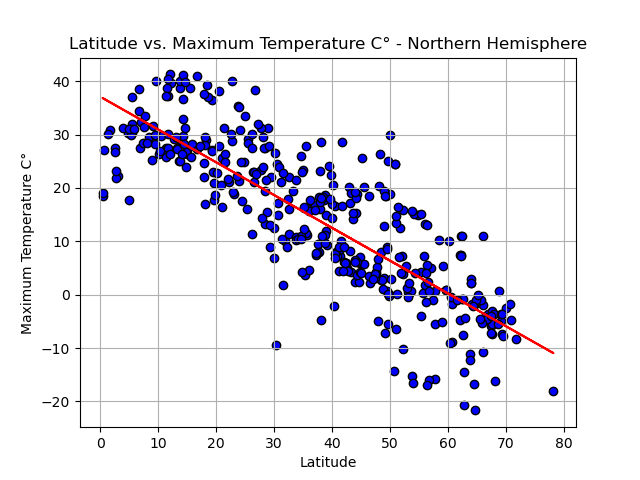 Latitude vs. Maximum Temperature C° - Northern Hemisphere
Maximum Temperature C°
40
30
20
10
0
−10
−20
0 10 20 30 40 50 60 70 80
Latitude